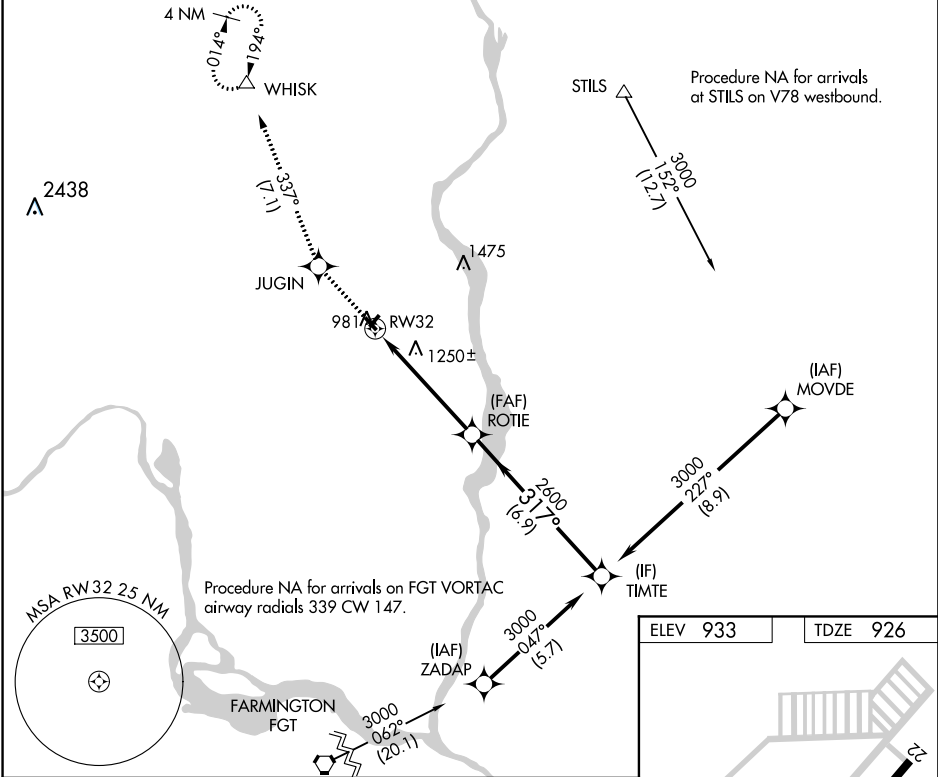 4 NM
014°
194°
WHISK
STILS
Procedure NA for arrivals
at STILS on V78 westbound.
3000
152°
(12.7)
337°
(7.1)
2438
1475
JUGIN
981
RW32
1250±
(FAF)
ROTIE
(IAF)
MOVDE
3000
227°
(8.9)
2600
317°
(6.9)
(IF)
TIMTE
MSA RW32 25 NM
3500
Procedure NA for arrivals on FGT VORTAC
airway radials 339 CW 147.
3000
047°
(5.7)
(IAF)
ZADAP
FARMINGTON
FGT
3000
062°
(20.1)
ELEV 933
TDZE 926
22